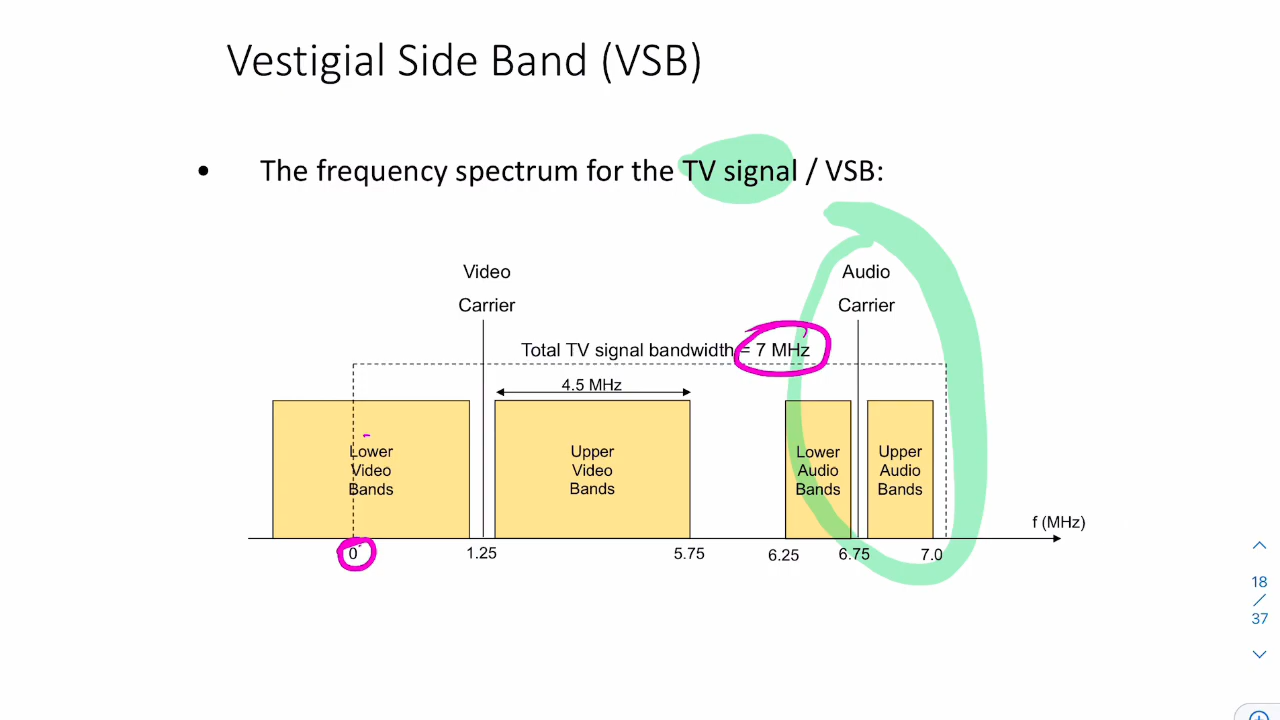 Vestigial Side Band (VSB)
• The frequency spectrum for the TV signal / VSB:
Video
Carrier
Audio
Carrier
Total TV signal bandwidth = 7 MHz
4.5 MHz
Lower
Video
Bands
Upper
Video
Bands
Lower
Audio
Bands
Upper
Audio
Bands
f (MHz)
0
1.25
5.75
6.25
6.75
7.0
18
/
37